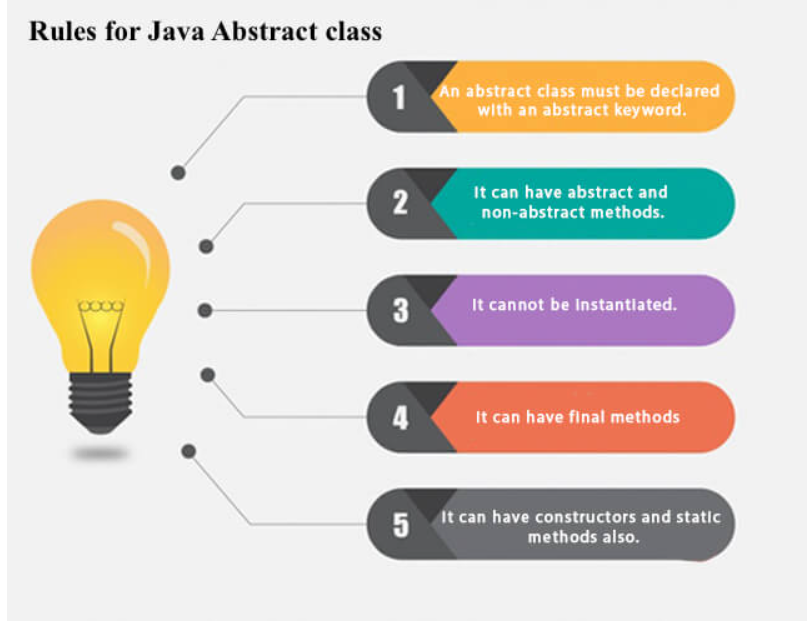 Rules for Java Abstract class
1
An abstract class must be declared
with an abstract keyword.
2
It can have abstract and
non-abstract methods.
3
It cannot be instantiated.
4
It can have final methods
5
It can have constructors and static
methods also.